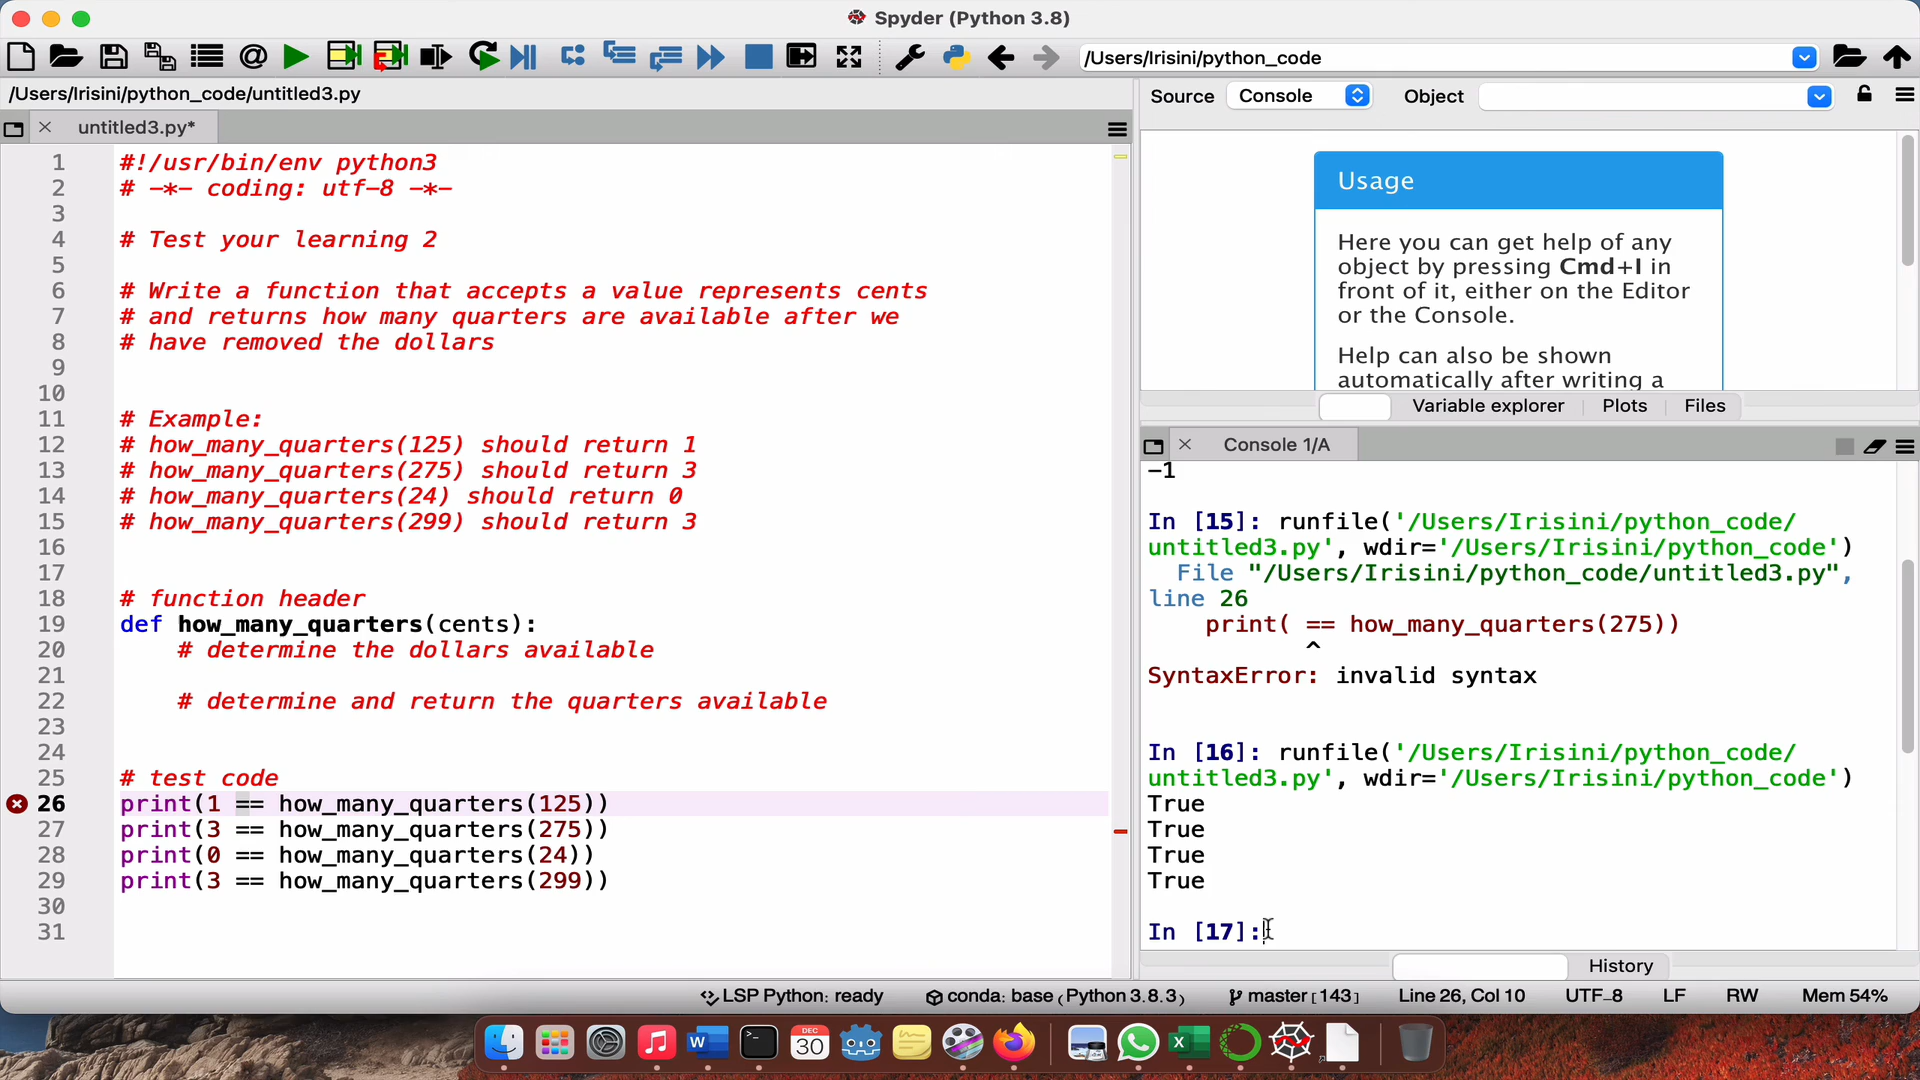 Spyder (Python 3.8)
/Users/Irisini/python_code
/Users/Irisini/python_code/untitled3.py
Source Console Object
untitled3.py*
1 #!/usr/bin/env python3
2 # -*- coding: utf-8 -*-
3
4 # Test your learning 2
5
6 # Write a function that accepts a value represents cents
7 # and returns how many quarters are available after we
8 # have removed the dollars
9
10
11 # Example:
12 # how_many_quarters(125) should return 1
13 # how_many_quarters(275) should return 3
14 # how_many_quarters(24) should return 0
15 # how_many_quarters(299) should return 3
16
17
18 # function header
19 def how_many_quarters(cents):
20 # determine the dollars available
21
22 # determine and return the quarters available
23
24
25 # test code
26 print(1 == how_many_quarters(125))
27 print(3 == how_many_quarters(275))
28 print(0 == how_many_quarters(24))
29 print(3 == how_many_quarters(299))
30
31
Usage
Here you can get help of any
object by pressing Cmd+I in
front of it, either on the Editor
or the Console.
Help can also be shown
automatically after writing a
Variable explorer Plots Files
Console 1/A
-1
In [15]: runfile('/Users/Irisini/python_code/
untitled3.py', wdir='/Users/Irisini/python_code')
File "/Users/Irisini/python_code/untitled3.py",
line 26
print( == how_many_quarters(275))
^
SyntaxError: invalid syntax
In [16]: runfile('/Users/Irisini/python_code/
untitled3.py', wdir='/Users/Irisini/python_code')
True
True
True
True
In [17]:
History
LSP Python: ready conda: base (Python 3.8.3) master [143] Line 26, Col 10 UTF-8 LF RW Mem 54%
W DEC 30 X